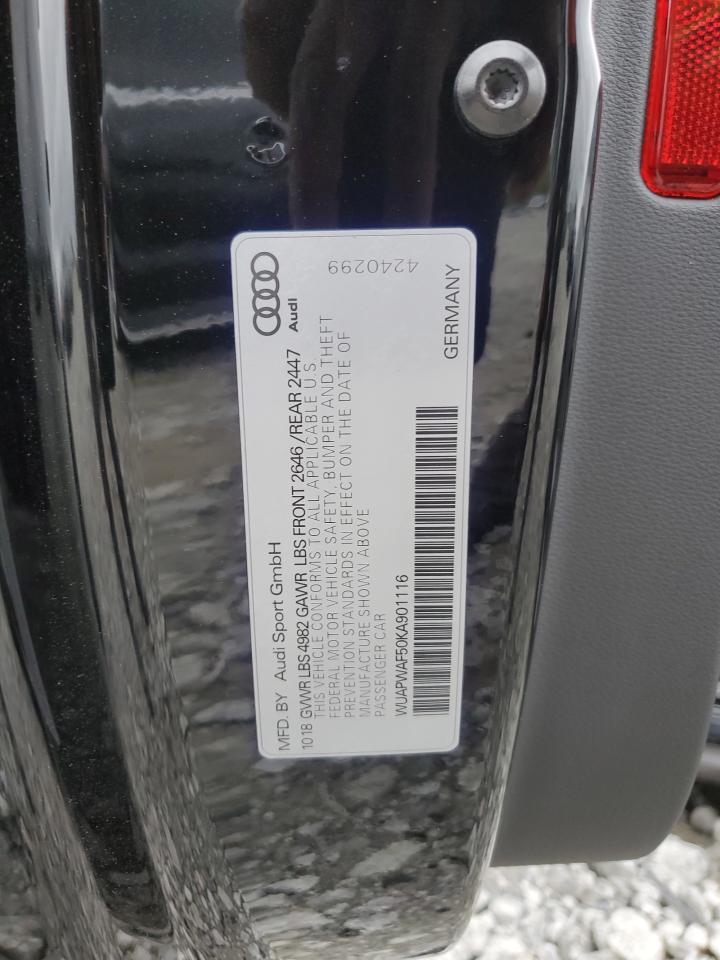 MFD. BY Audi Sport GmbH
Audi
1018 GVWR LBS 4982 GAWR LBS FRONT 2646 /REAR 2447
THIS VEHICLE CONFORMS TO ALL APPLICABLE U.S.
FEDERAL MOTOR VEHICLE SAFETY, BUMPER AND THEFT
PREVENTION STANDARDS IN EFFECT ON THE DATE OF
MANUFACTURE SHOWN ABOVE
PASSENGER CAR
WUAPWAF50KA901116
4240299
GERMANY